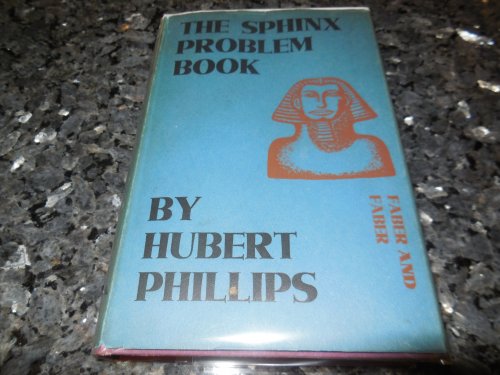 THE SPHINX
PROBLEM
BOOK
BY
HUBERT
PHILLIPS
FABER AND
FABER